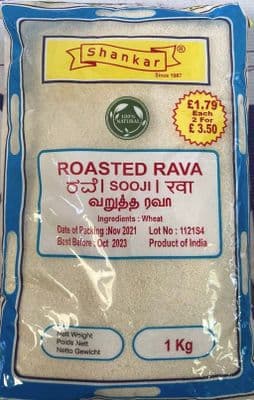 Shankar®
Since 1987
£1.79
Each
2 For
£ 3.50
100%
NATURAL
ROASTED RAVA
ರವೆ | SOOJI | रवा
வறுத்த ரவா
Ingredients : Wheat
Date of Packing :Nov 2021 Lot No : 1121S4
Best Before : Oct 2023 Product of India
Nett Weight
Poids Nett
Netto Gewicht
1 Kg